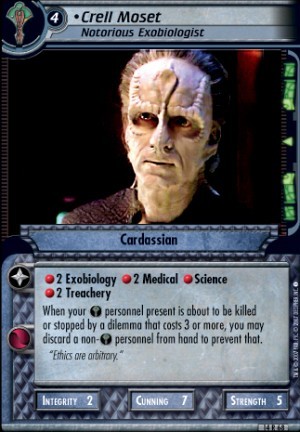 4 •Crell Moset
Notorious Exobiologist
Cardassian
2 Exobiology 2 Medical Science
2 Treachery
When your personnel present is about to be killed
or stopped by a dilemma that costs 3 or more, you may
discard a non- personnel from hand to prevent that.
"Ethics are arbitrary."
Integrity 2 Cunning 7 Strength 5
14 R 68